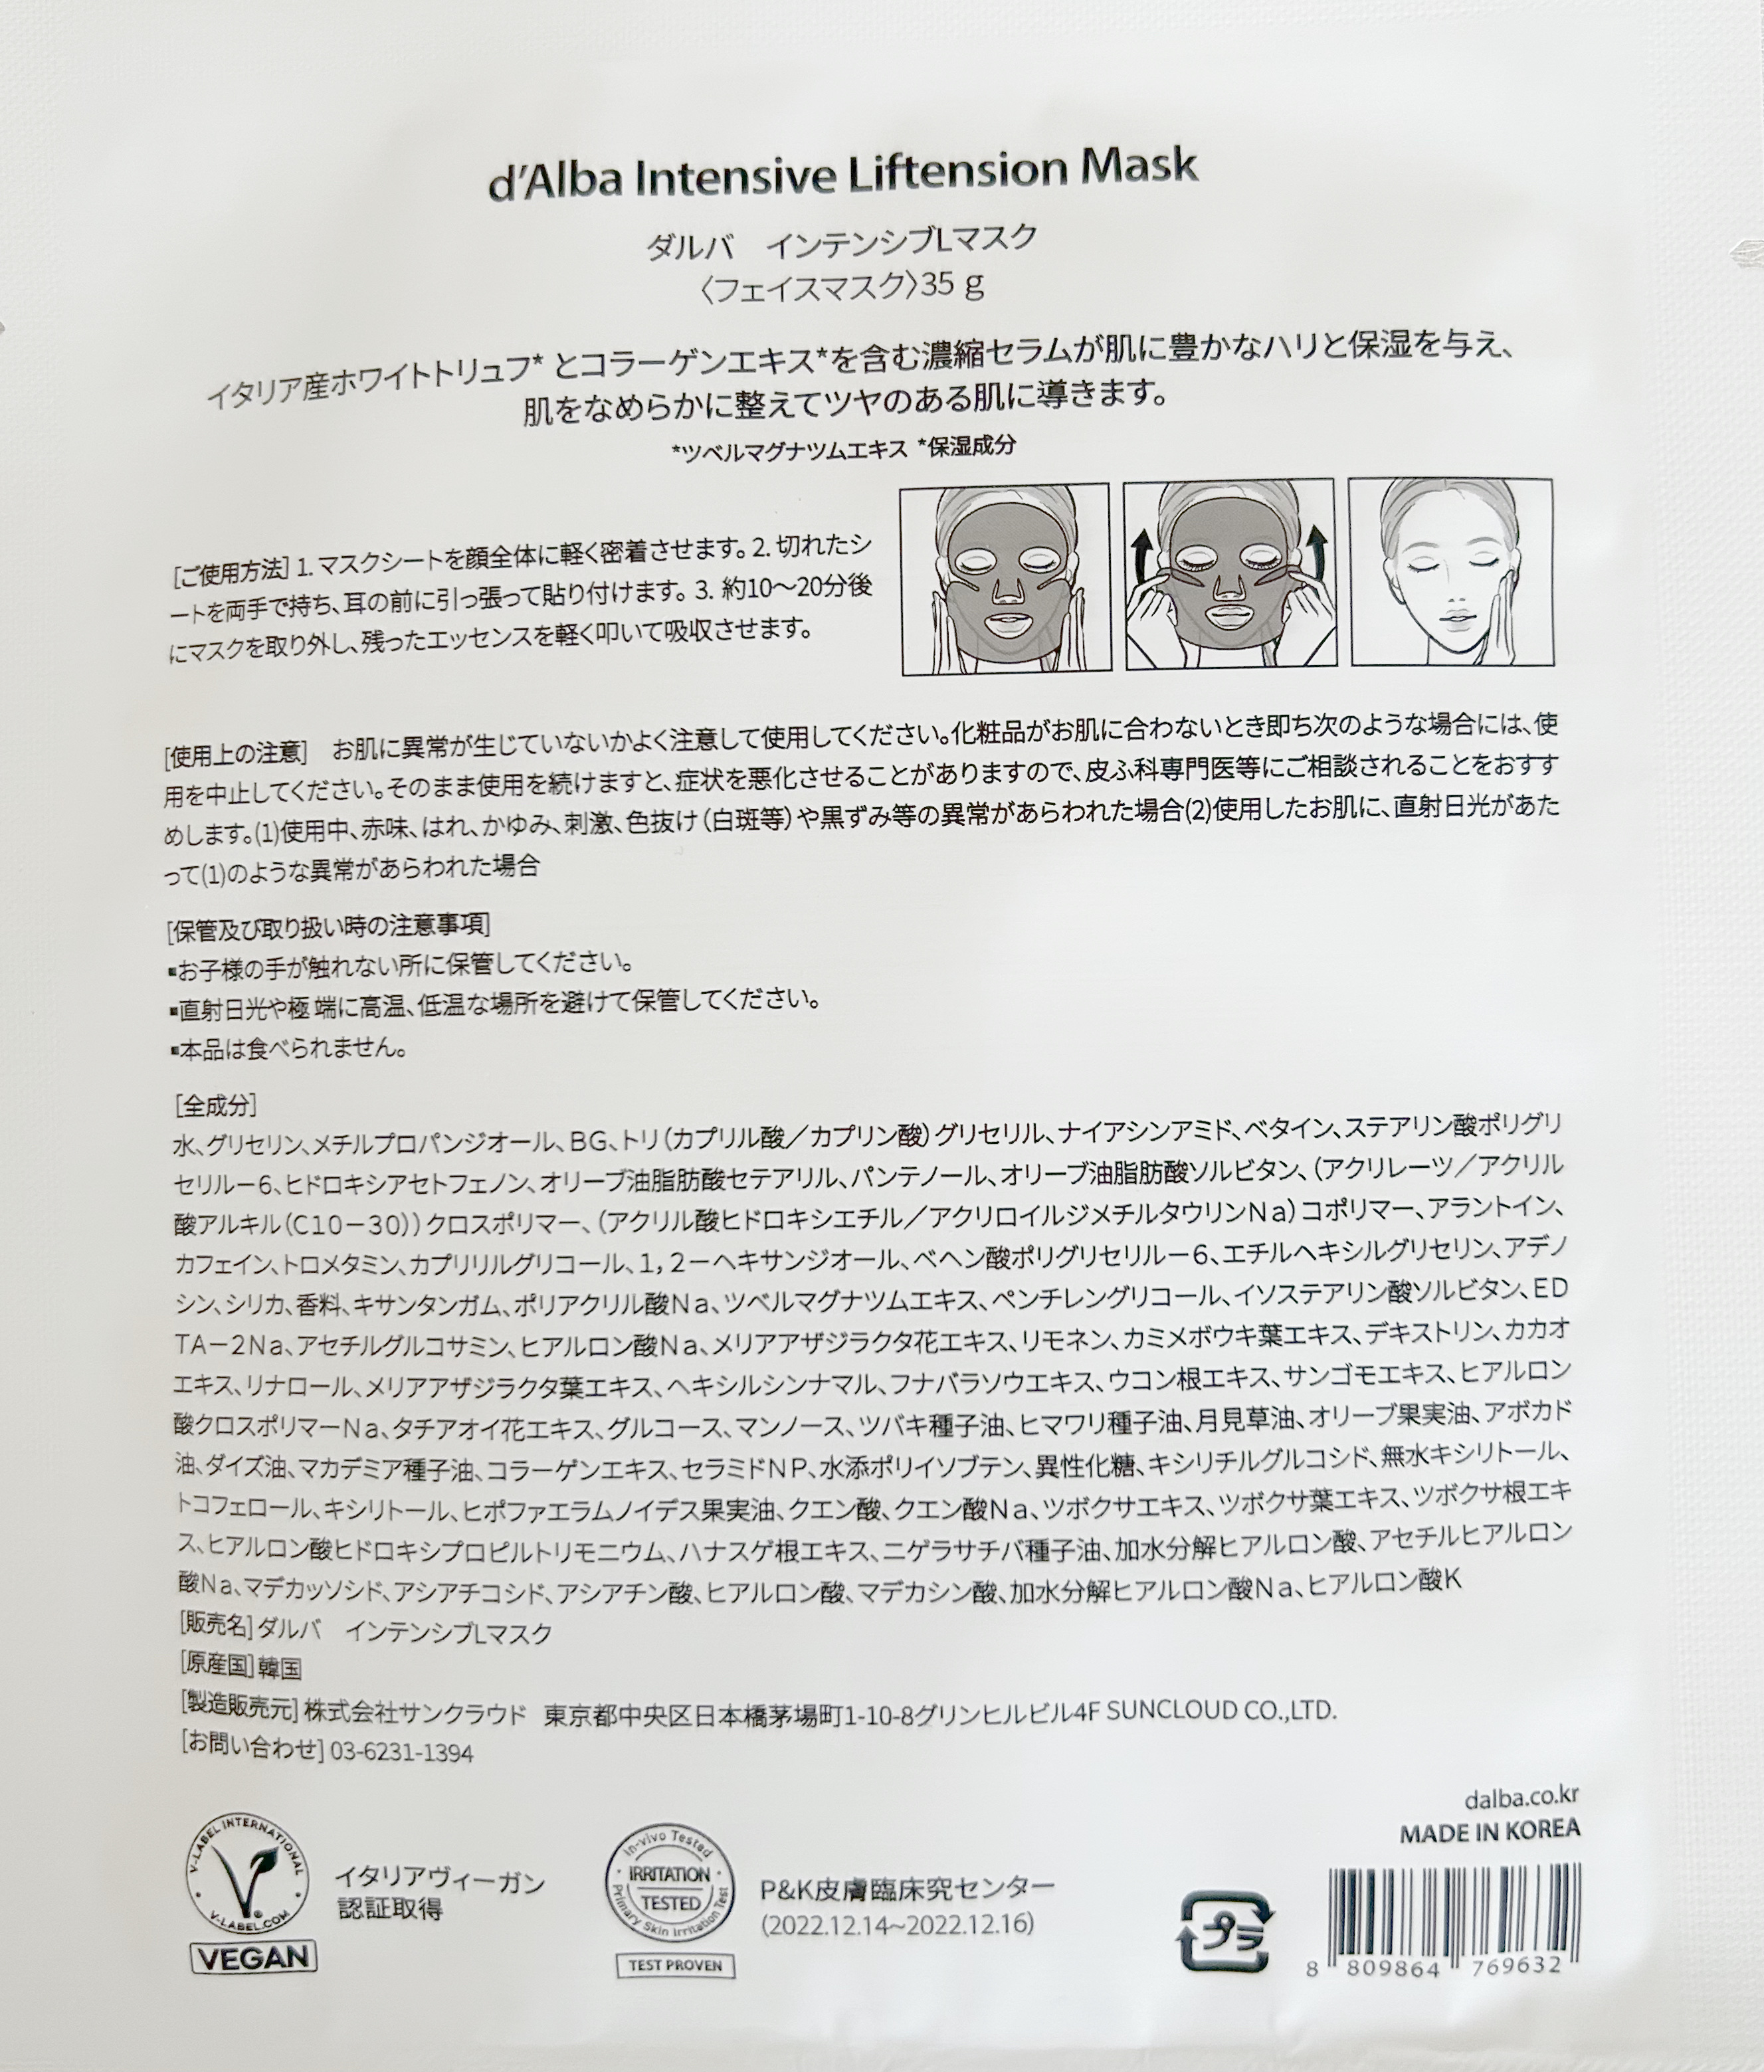 d'Alba Intensive Liftension Mask
ダルバ　インテンシブLマスク
〈フェイスマスク〉35 g
イタリア産ホワイトトリュフ* とコラーゲンエキス*を含む濃縮セラムが肌に豊かなハリと保湿を与え、
肌をなめらかに整えてツヤのある肌に導きます。
*ツベルマグナツムエキス *保湿成分
[ご使用方法] 1. マスクシートを顔全体に軽く密着させます。2. 切れたシ
ートを両手で持ち、耳の前に引っ張って貼り付けます。3. 約10～20分後
にマスクを取り外し、残ったエッセンスを軽く叩いて吸収させます。
[使用上の注意]　お肌に異常が生じていないかよく注意して使用してください。化粧品がお肌に合わないとき即ち次のような場合には、使
用を中止してください。そのまま使用を続けますと、症状を悪化させることがありますので、皮ふ科専門医等にご相談されることをおすす
めします。(1)使用中、赤味、はれ、かゆみ、刺激、色抜け（白斑等）や黒ずみ等の異常があらわれた場合(2)使用したお肌に、直射日光があた
って(1)のような異常があらわれた場合
[保管及び取り扱い時の注意事項]
▪お子様の手が触れない所に保管してください。
▪直射日光や極端に高温、低温な場所を避けて保管してください。
▪本品は食べられません。
[全成分]
水、グリセリン、メチルプロパンジオール、BG、トリ（カプリル酸／カプリン酸）グリセリル、ナイアシンアミド、ベタイン、ステアリン酸ポリグリ
セリルー6、ヒドロキシアセトフェノン、オリーブ油脂肪酸セテアリル、パンテノール、オリーブ油脂肪酸ソルビタン、（アクリレーツ／アクリル
酸アルキル（C10－30））クロスポリマー、（アクリル酸ヒドロキシエチル／アクリロイルジメチルタウリンNa）コポリマー、アラントイン、
カフェイン、トロメタミン、カプリリルグリコール、1，2－ヘキサンジオール、ベヘン酸ポリグリセリルー6、エチルヘキシルグリセリン、アデノ
シン、シリカ、香料、キサンタンガム、ポリアクリル酸Na、ツベルマグナツムエキス、ペンチレングリコール、イソステアリン酸ソルビタン、ED
TA－2Na、アセチルグルコサミン、ヒアルロン酸Na、メリアアザジラクタ花エキス、リモネン、カミメボウキ葉エキス、デキストリン、カカオ
エキス、リナロール、メリアアザジラクタ葉エキス、ヘキシルシンナマル、フナバラソウエキス、ウコン根エキス、サンゴモエキス、ヒアルロン
酸クロスポリマーNa、タチアオイ花エキス、グルコース、マンノース、ツバキ種子油、ヒマワリ種子油、月見草油、オリーブ果実油、アボカド
油、ダイズ油、マカデミア種子油、コラーゲンエキス、セラミドNP、水添ポリイソブテン、異性化糖、キシリチルグルコシド、無水キシリトール、
トコフェロール、キシリトール、ヒポファエラムノイデス果実油、クエン酸、クエン酸Na、ツボクサエキス、ツボクサ葉エキス、ツボクサ根エキ
ス、ヒアルロン酸ヒドロキシプロピルトリモニウム、ハナスゲ根エキス、ニゲラサチバ種子油、加水分解ヒアルロン酸、アセチルヒアルロン
酸Na、マデカッソシド、アシアチコシド、アシアチン酸、ヒアルロン酸、マデカシン酸、加水分解ヒアルロン酸Na、ヒアルロン酸K
[販売名]ダルバ　インテンシブLマスク
[原産国]韓国
[製造販売元] 株式会社サンクラウド 東京都中央区日本橋茅場町1-10-8グリンヒルビル4F SUNCLOUD CO.,LTD.
[お問い合わせ] 03-6231-1394
dalba.co.kr
MADE IN KOREA
V-LABEL INTERNATIONAL
V-LABEL.COM
VEGAN
イタリアヴィーガン
認証取得
In-vivo Tested
IRRITATION
TESTED
Primary Skin Irritation Test
TEST PROVEN
P&K皮膚臨床究センター
(2022.12.14~2022.12.16)
プラ
8 809864 769632